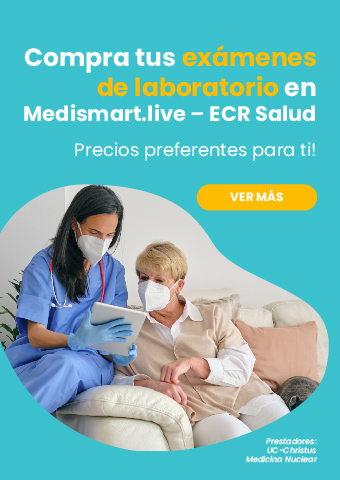 Compra tus exámenes
de laboratorio en
Medismart.live – ECR Salud
Precios preferentes para ti!
VER MÁS
Prestadores:
UC-Christus
Medicina Nuclear